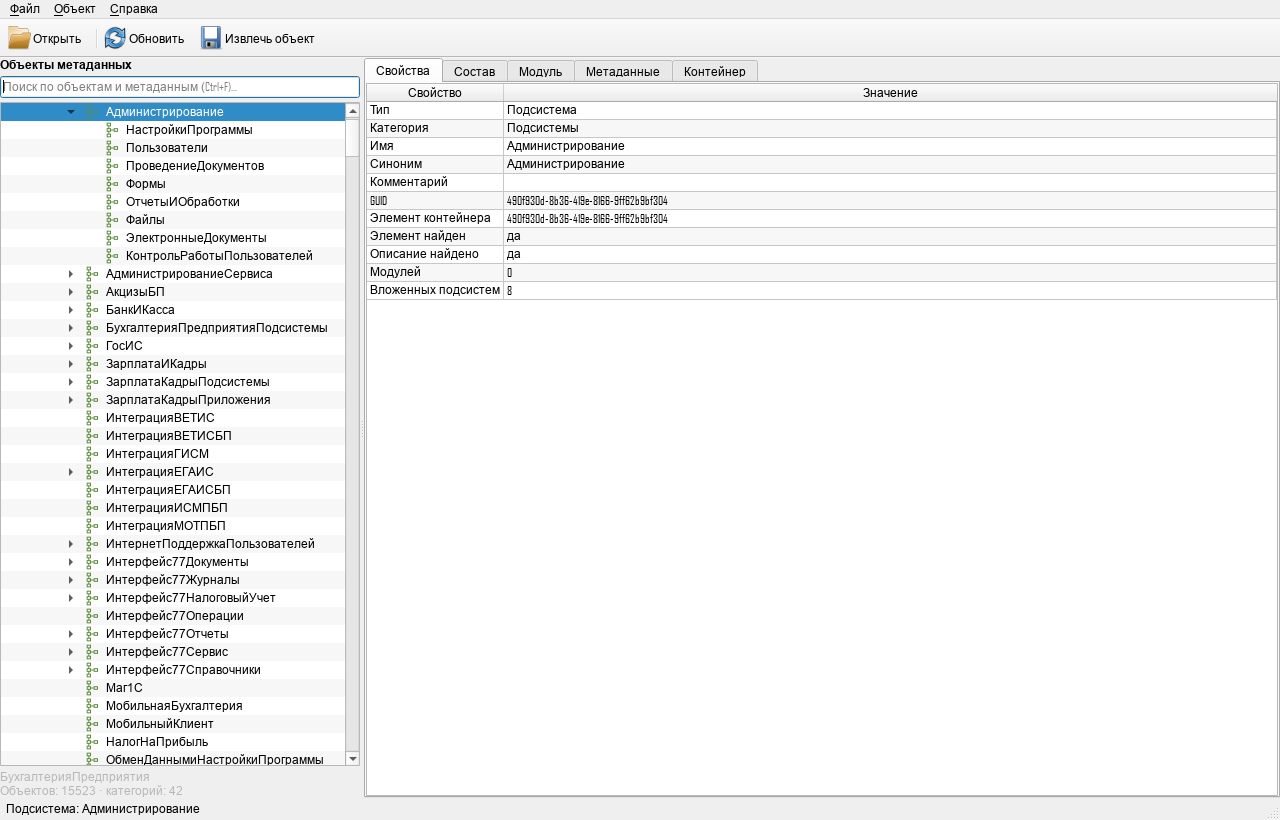 Файл Объект Справка
Открыть Обновить Извлечь объект
Объекты метаданных
Поиск по объектам и метаданным (Ctrl+F)...
Администрирование
НастройкиПрограммы
Пользователи
ПроведениеДокументов
Формы
ОтчетыИОбработки
Файлы
ЭлектронныеДокументы
КонтрольРаботыПользователей
АдминистрированиеСервиса
АкцизыБП
БанкИКасса
БухгалтерияПредприятияПодсистемы
ГосИС
ЗарплатаИКадры
ЗарплатаКадрыПодсистемы
ЗарплатаКадрыПриложения
ИнтеграцияВЕТИС
ИнтеграцияВЕТИСБП
ИнтеграцияГИСМ
ИнтеграцияЕГАИС
ИнтеграцияЕГАИСБП
ИнтеграцияИСМПБП
ИнтеграцияМОТПБП
ИнтернетПоддержкаПользователей
Интерфейс77Документы
Интерфейс77Журналы
Интерфейс77НалоговыйУчет
Интерфейс77Операции
Интерфейс77Отчеты
Интерфейс77Сервис
Интерфейс77Справочники
Маг1С
МобильнаяБухгалтерия
МобильныйКлиент
НалогНаПрибыль
ОбменДаннымиНастройкиПрограммы
БухгалтерияПредприятия
Объектов: 15523 · категорий: 42
Свойства Состав Модуль Метаданные Контейнер
Свойство Значение
Тип Подсистема
Категория Подсистемы
Имя Администрирование
Синоним Администрирование
Комментарий
GUID 490f930d-8b36-419e-8166-9ff62b9bf304
Элемент контейнера 490f930d-8b36-419e-8166-9ff62b9bf304
Элемент найден да
Описание найдено да
Модулей 0
Вложенных подсистем 8
Подсистема: Администрирование